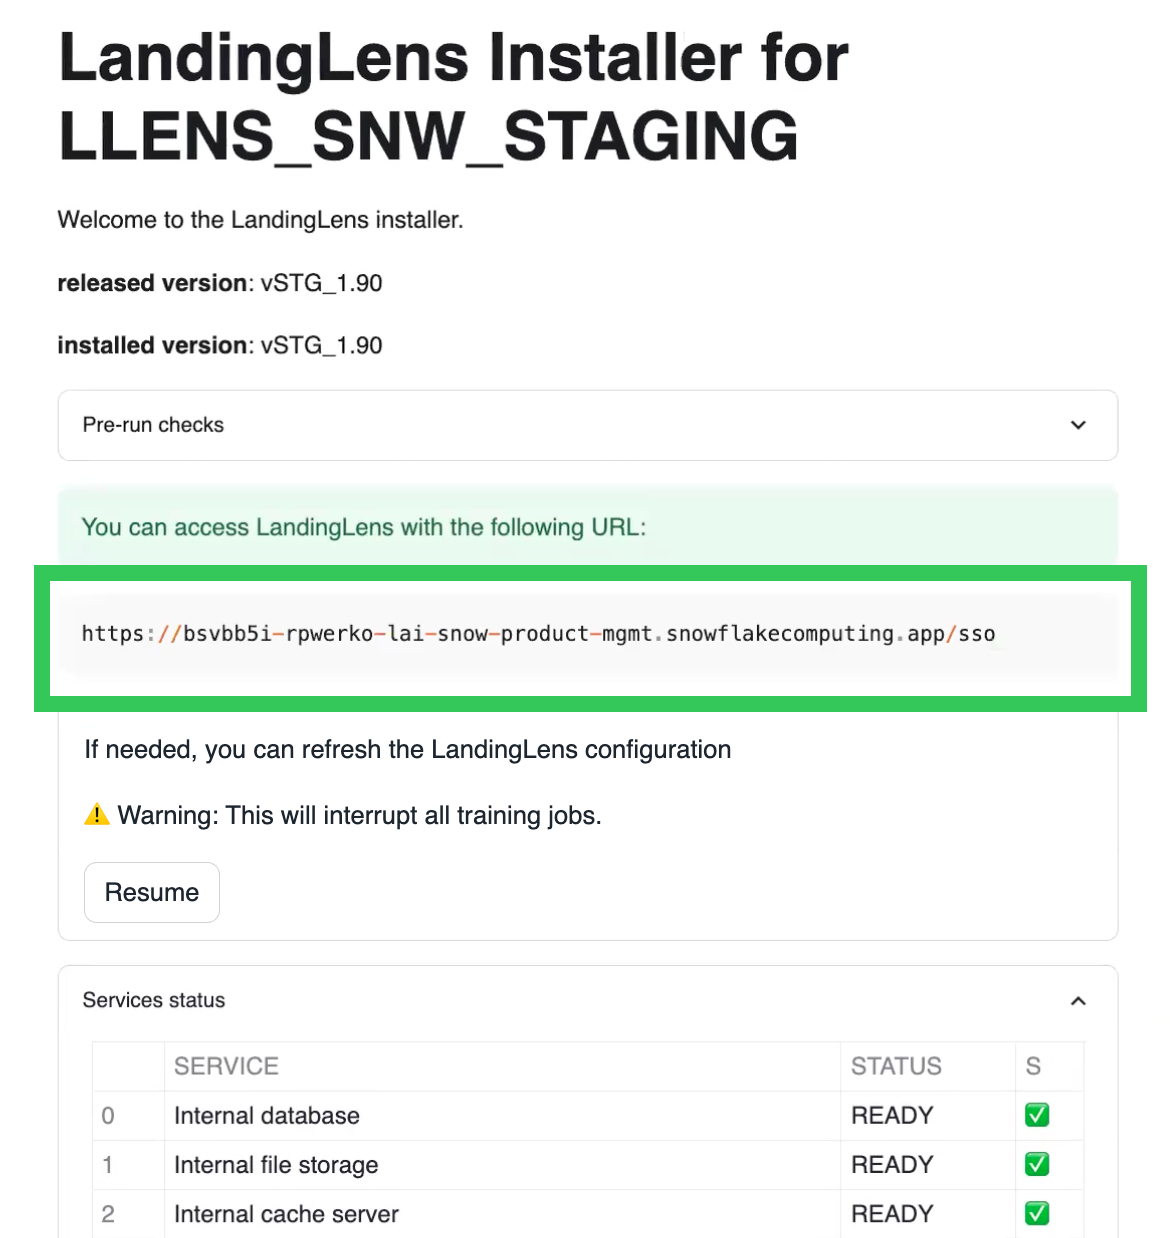 LandingLens Installer for
LLENS_SNW_STAGING
Welcome to the LandingLens installer.
released version: vSTG_1.90
installed version: vSTG_1.90
Pre-run checks
You can access LandingLens with the following URL:
https://bsvbb5i-rpwerko-lai-snow-product-mgmt.snowflakecomputing.app/sso
If needed, you can refresh the LandingLens configuration
⚠️ Warning: This will interrupt all training jobs.
Resume
Services status
SERVICE STATUS S
0 Internal database READY ✅
1 Internal file storage READY ✅
2 Internal cache server READY ✅